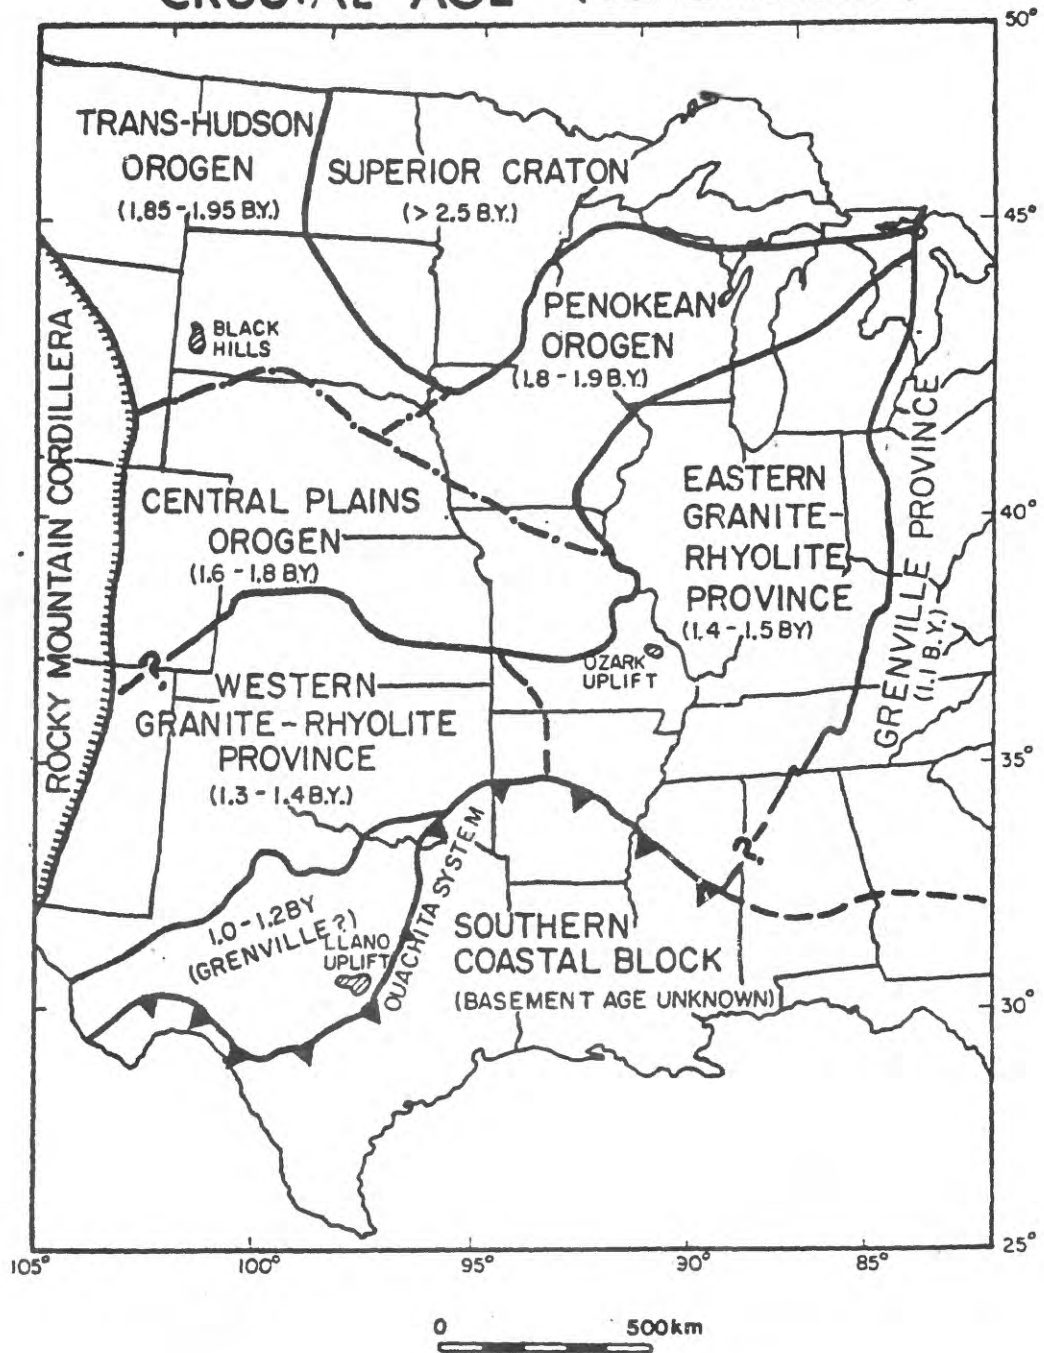 CRUSTAL AGE
50°
TRANS-HUDSON
OROGEN
(1.85-1.95 B.Y.)
SUPERIOR CRATON
(> 2.5 B.Y.)
45°
BLACK
HILLS
PENOKEAN
OROGEN
(1.8 - 1.9 B.Y.)
ROCKY MOUNTAIN CORDILLERA
CENTRAL PLAINS
OROGEN
(1.6 - 1.8 B.Y.)
EASTERN
GRANITE-
RHYOLITE
PROVINCE
(1.4 - 1.5 BY)
GRENVILLE PROVINCE
(1.1 B.Y.)
40°
?
OZARK
UPLIFT
WESTERN
GRANITE-RHYOLITE
PROVINCE
(1.3 - 1.4 B.Y.)
35°
?
OUACHITA SYSTEM
1.0-1.2 BY
(GRENVILLE?)
LLANO
UPLIFT
SOUTHERN
COASTAL BLOCK
(BASEMENT AGE UNKNOWN)
30°
25°
105° 100° 95° 90° 85°
0 500km